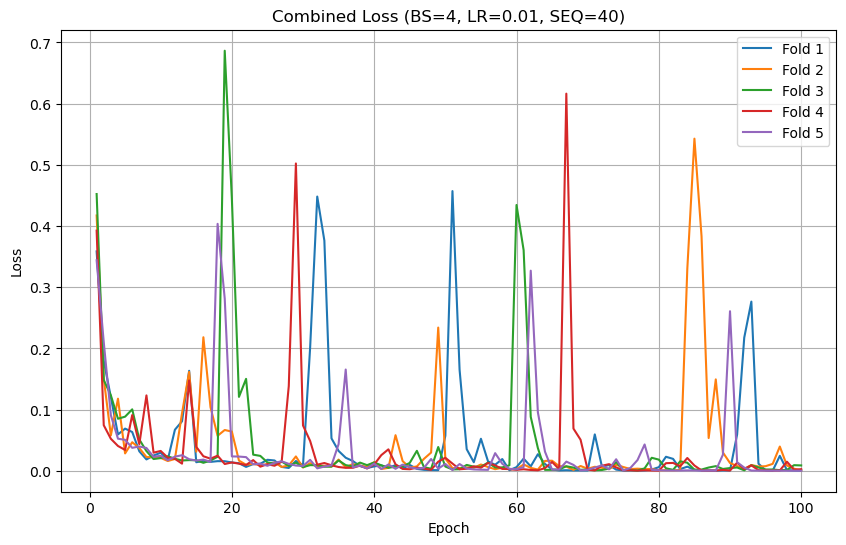 Combined Loss (BS=4, LR=0.01, SEQ=40)
Loss
0.7
0.6
0.5
0.4
0.3
0.2
0.1
0.0
Fold 1
Fold 2
Fold 3
Fold 4
Fold 5
0 20 40 60 80 100
Epoch